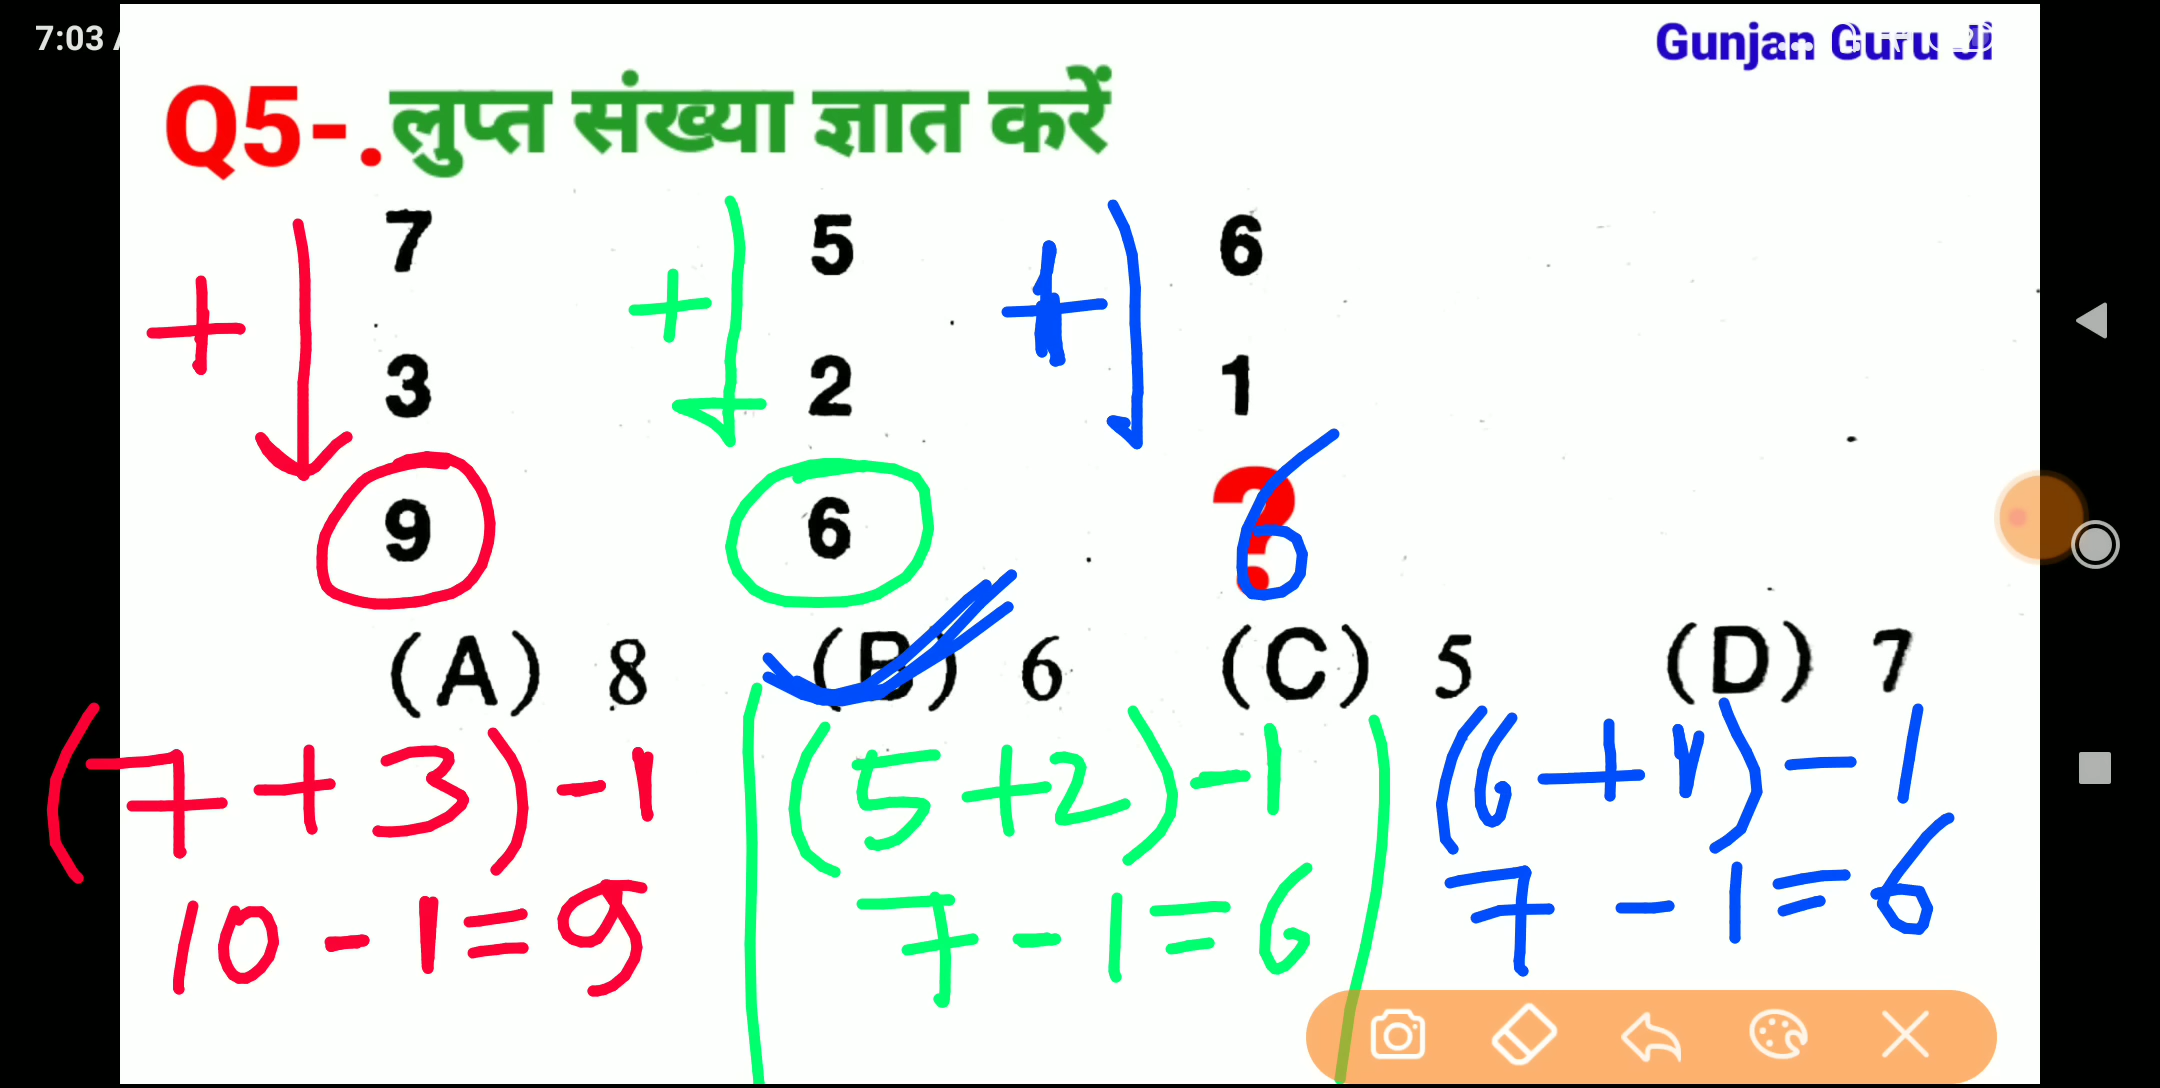 7:03
Gunjan Guru Ji
Q5-. लुप्त संख्या ज्ञात करें
7 5 6
+ + +
3 2 1
9 6 ? 6
(A) 8 (B) 6 (C) 5 (D) 7
(7+3)-1 (5+2)-1 (6+1)-1
10-1=9 7-1=6 7-1=6